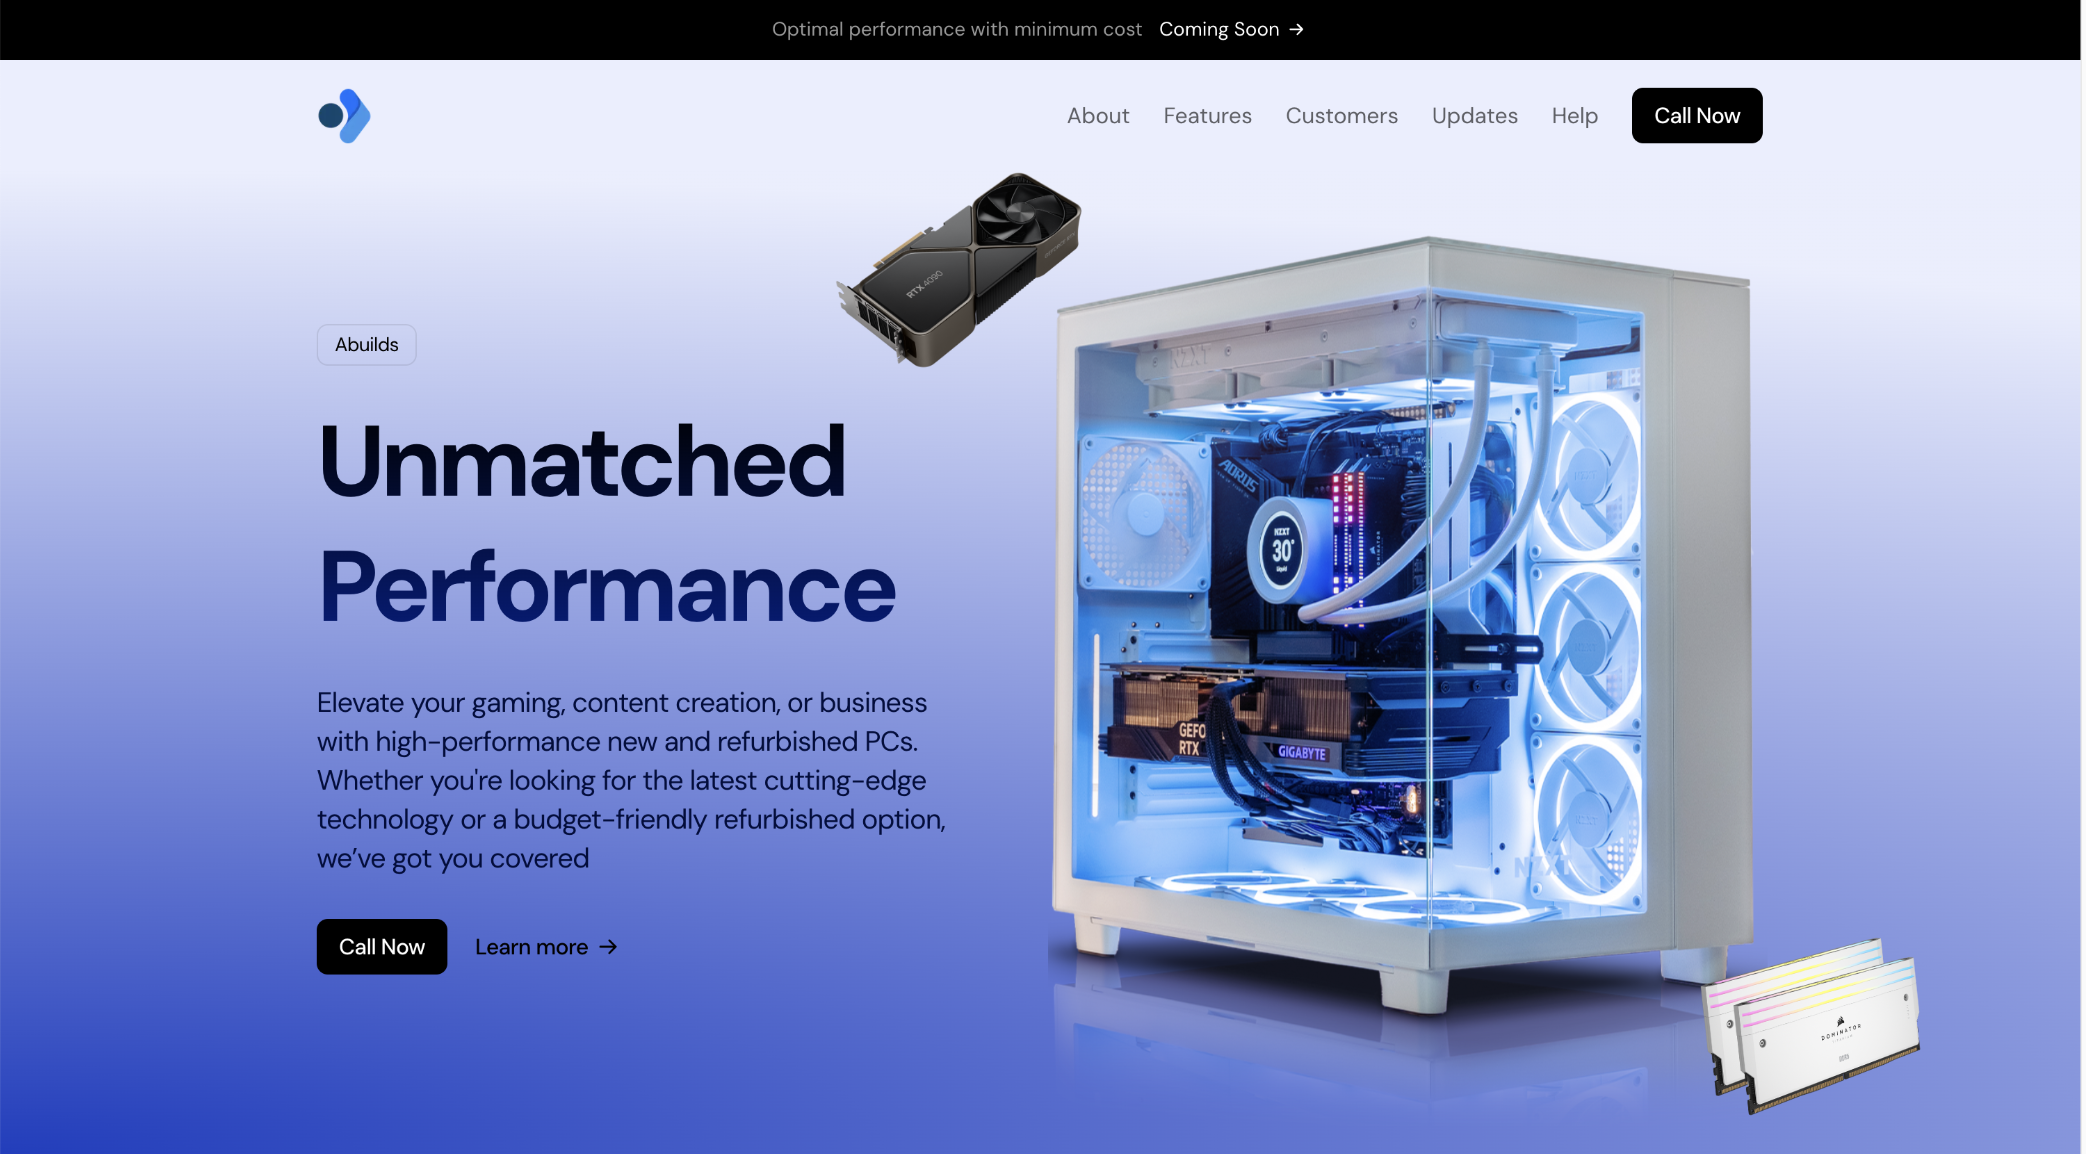 Optimal performance with minimum cost Coming Soon →
About Features Customers Updates Help Call Now
RTX 4090
Abuilds
Unmatched
Performance
Elevate your gaming, content creation, or business
with high-performance new and refurbished PCs.
Whether you're looking for the latest cutting-edge
technology or a budget-friendly refurbished option,
we’ve got you covered
Call Now Learn more →
NZXT
AORUS
NZXT
30°
Liquid
DOMINATOR
GEFO
RTX
GIGABYTE
NZXT
DOMINATOR
TITANIUM